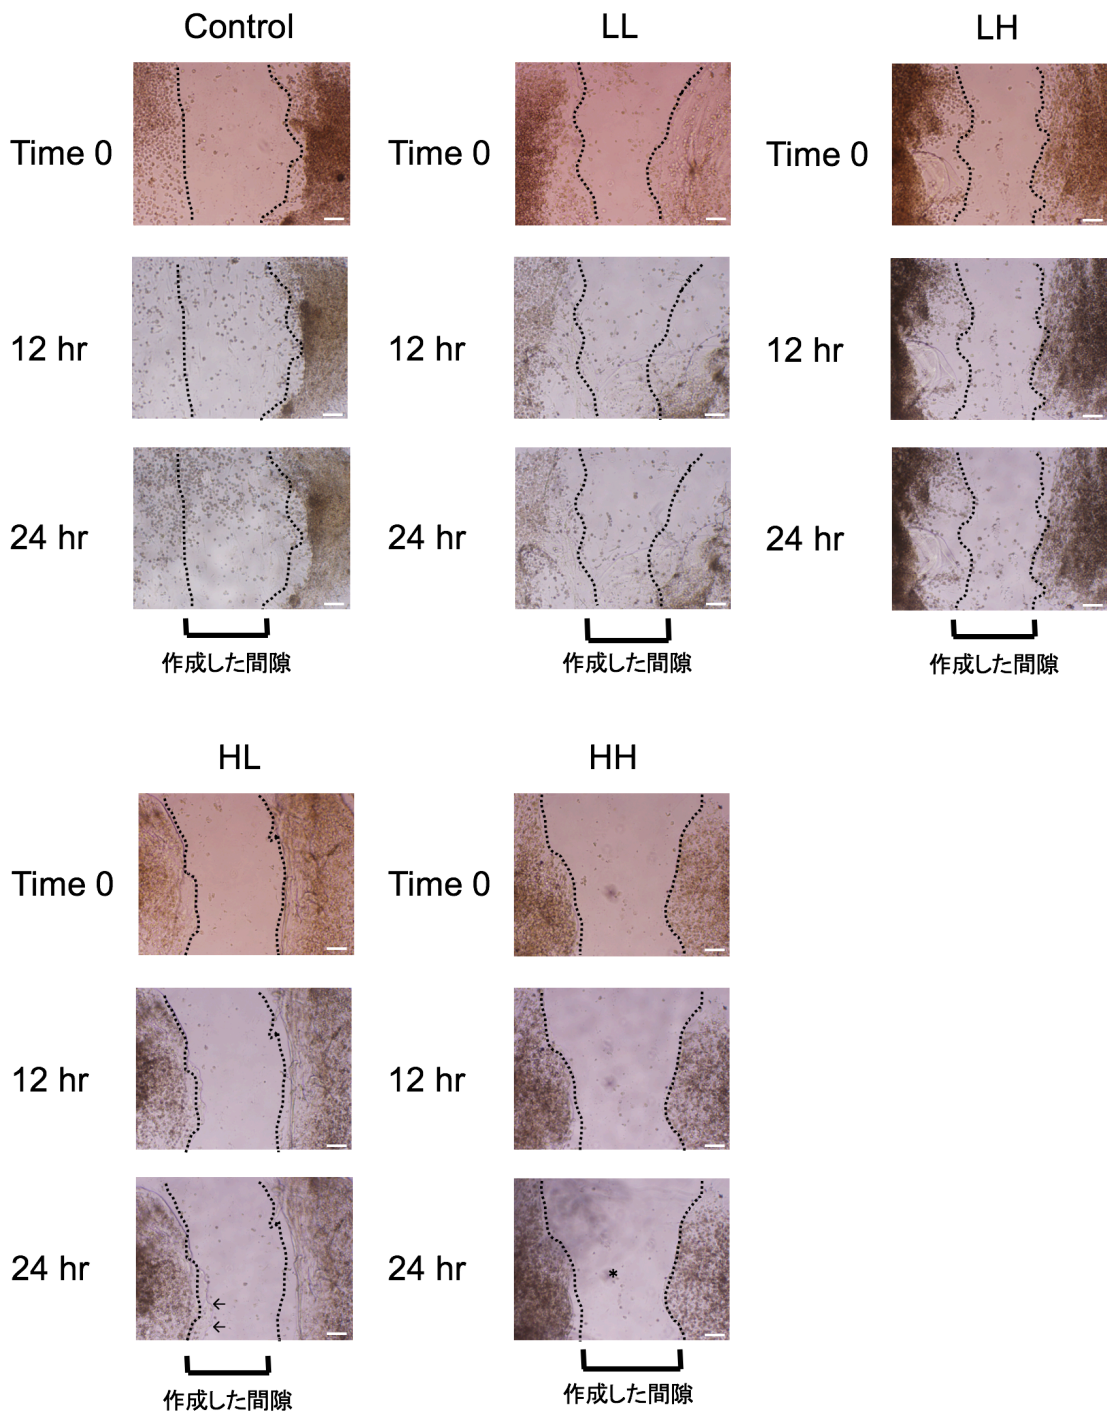 Control LL LH
Time 0 Time 0 Time 0
12 hr 12 hr 12 hr
24 hr 24 hr 24 hr
作成した間隙 作成した間隙 作成した間隙
HL HH
Time 0 Time 0
12 hr 12 hr
24 hr 24 hr
*
作成した間隙 作成した間隙